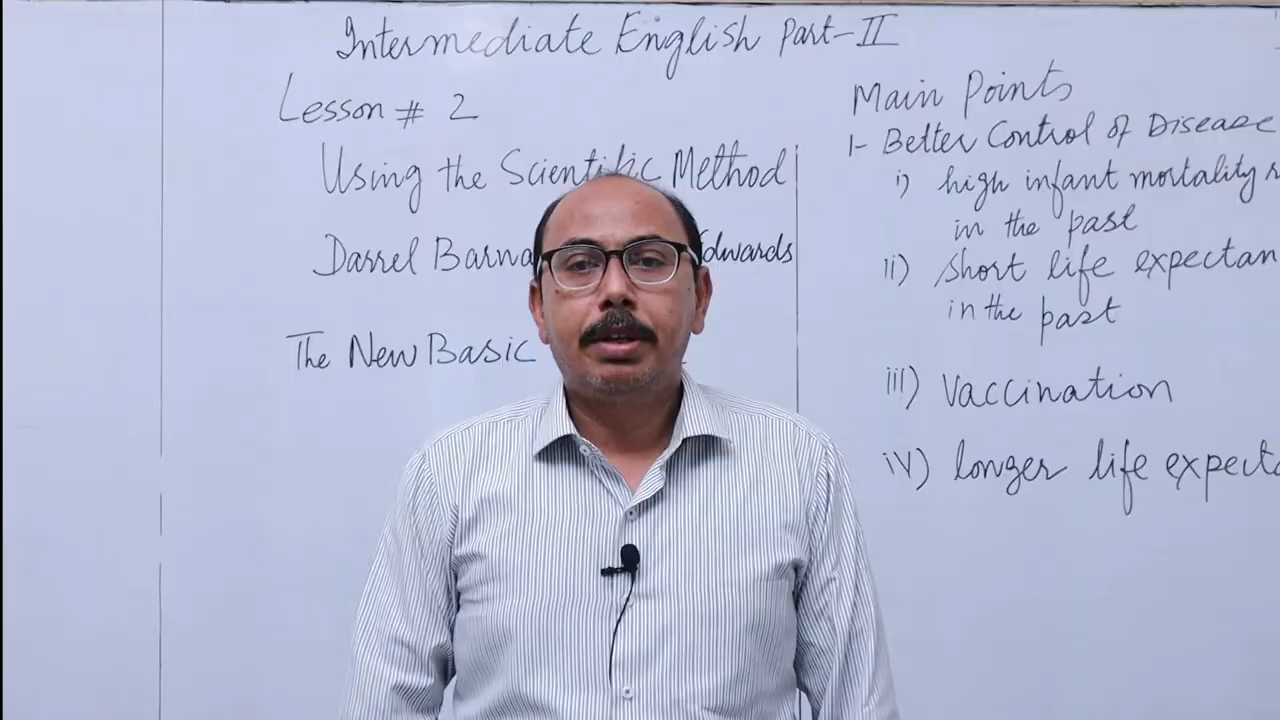 Intermediate English Part-II
Lesson # 2
Using the Scientific Method
Darrel Barna dwards
The New Basic
Main Points
1- Better Control of Disease
i) high infant mortality r
in the past
ii) short life expectan
in the past
iii) Vaccination
iv) longer life expecta